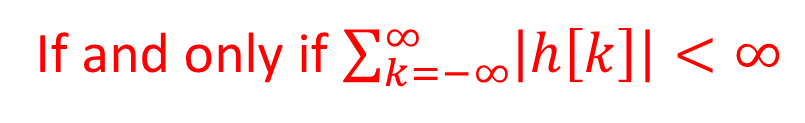 If and only if ∑_{k=-∞}^{∞}|h[k]| < ∞